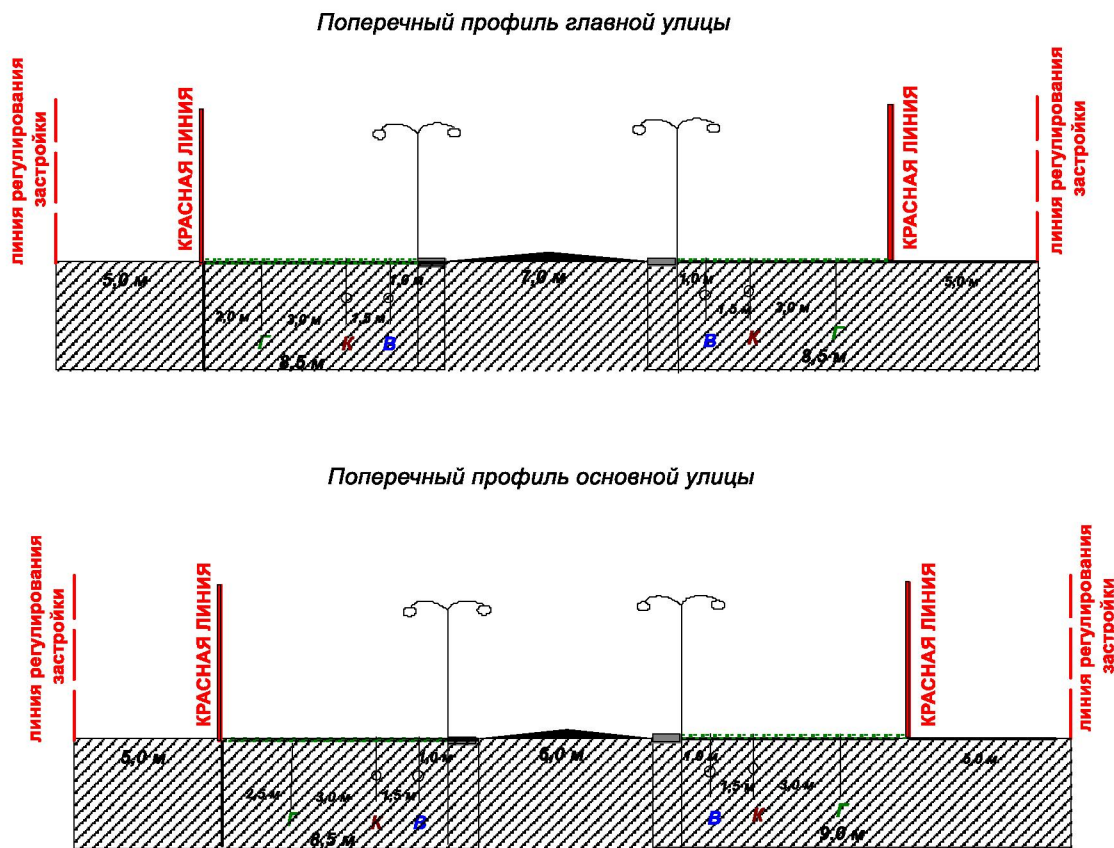 Поперечный профиль главной улицы
линия регулирования
застройки
КРАСНАЯ ЛИНИЯ
КРАСНАЯ ЛИНИЯ
линия регулирования
застройки
5,0 м
1,0 м
7,0 м
1,0 м
5,0 м
2,0 м
3,0 м
1,5 м
1,5 м
3,0 м
Г
К
В
В
К
Г
8,5 м
8,5 м
Поперечный профиль основной улицы
линия регулирования
застройки
КРАСНАЯ ЛИНИЯ
КРАСНАЯ ЛИНИЯ
линия регулирования
застройки
5,0 м
1,0 м
6,0 м
1,0 м
5,0 м
2,5 м
3,0 м
1,5 м
1,5 м
3,0 м
Г
К
В
В
К
Г
8,5 м
9,0 м